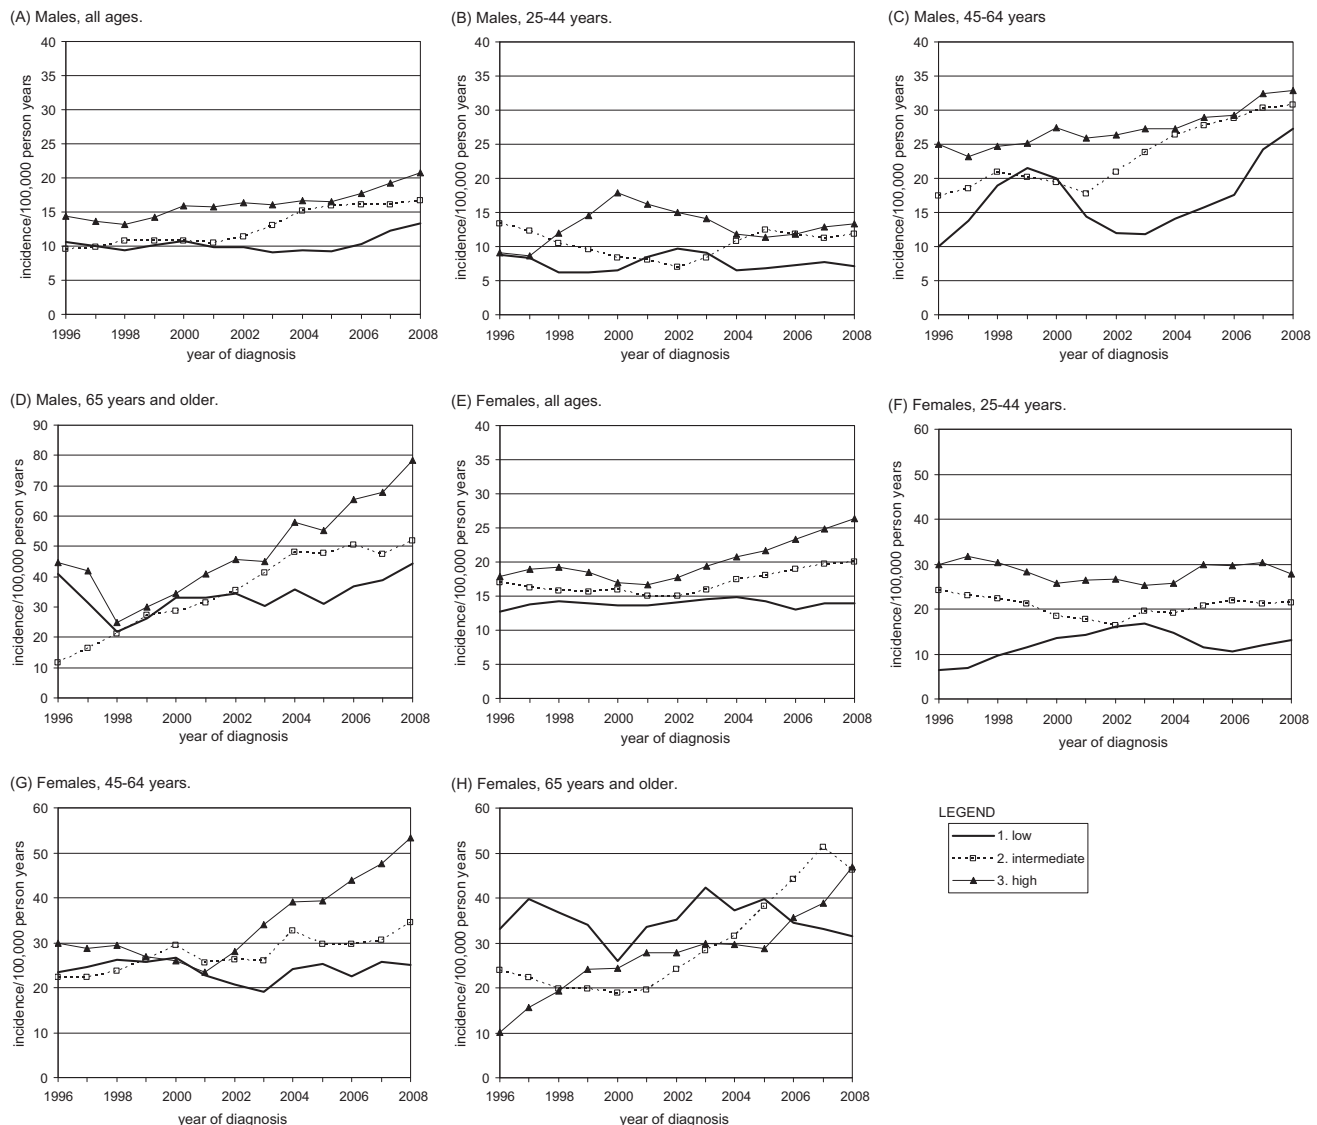 (A) Males, all ages.
incidence/100,000 person years
40
35
30
25
20
15
10
5
0
1996 1998 2000 2002 2004 2006 2008
year of diagnosis
(B) Males, 25-44 years.
incidence/100,000 person years
40
35
30
25
20
15
10
5
0
1996 1998 2000 2002 2004 2006 2008
year of diagnosis
(C) Males, 45-64 years
incidence/100,000 person years
40
35
30
25
20
15
10
5
0
1996 1998 2000 2002 2004 2006 2008
year of diagnosis
(D) Males, 65 years and older.
incidence/100,000 person years
90
80
70
60
50
40
30
20
10
0
1996 1998 2000 2002 2004 2006 2008
year of diagnosis
(E) Females, all ages.
incidence/100,000 person years
40
35
30
25
20
15
10
5
0
1996 1998 2000 2002 2004 2006 2008
year of diagnosis
(F) Females, 25-44 years.
incidence/100,000 person years
60
50
40
30
20
10
0
1996 1998 2000 2002 2004 2006 2008
year of diagnosis
(G) Females, 45-64 years.
incidence/100,000 person years
60
50
40
30
20
10
0
1996 1998 2000 2002 2004 2006 2008
year of diagnosis
(H) Females, 65 years and older.
incidence/100,000 person years
60
50
40
30
20
10
0
1996 1998 2000 2002 2004 2006 2008
year of diagnosis
LEGEND
1. low
2. intermediate
3. high